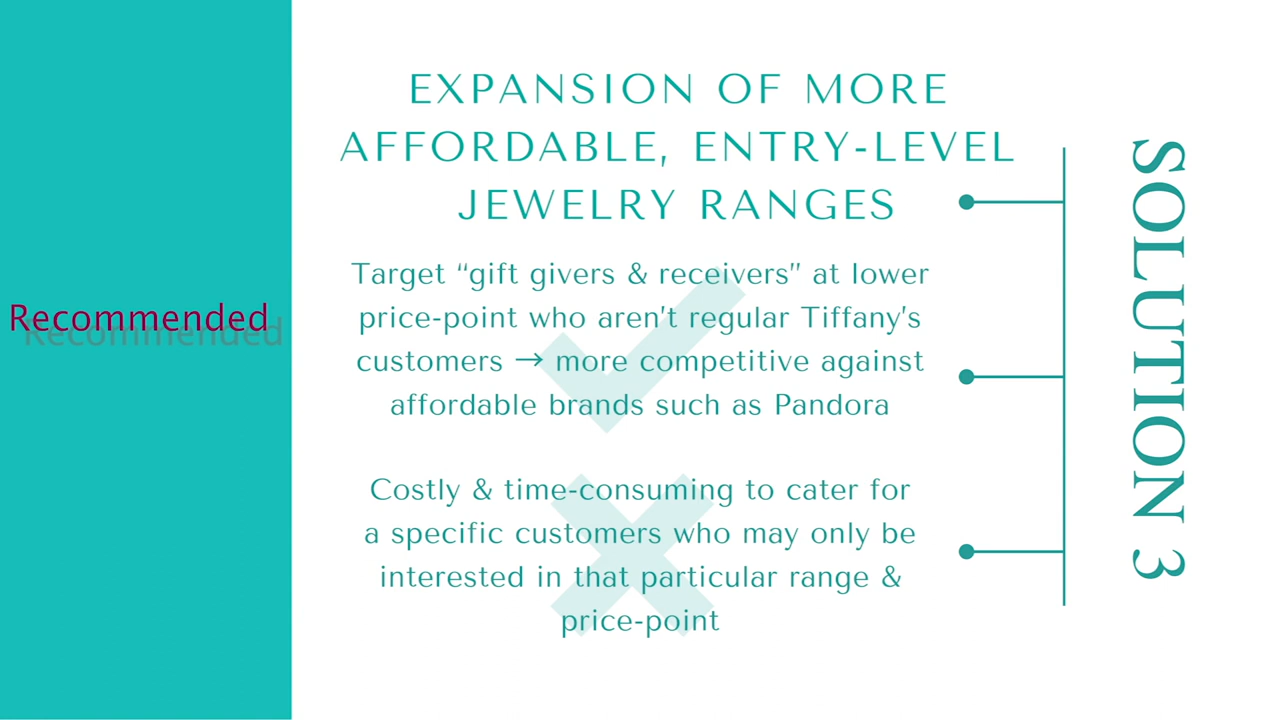 Recommended
EXPANSION OF MORE
AFFORDABLE, ENTRY-LEVEL
JEWELRY RANGES
Target “gift givers & receivers” at lower
price-point who aren't regular Tiffany's
customers → more competitive against
affordable brands such as Pandora
Costly & time-consuming to cater for
a specific customers who may only be
interested in that particular range &
price-point
SOLUTION 3